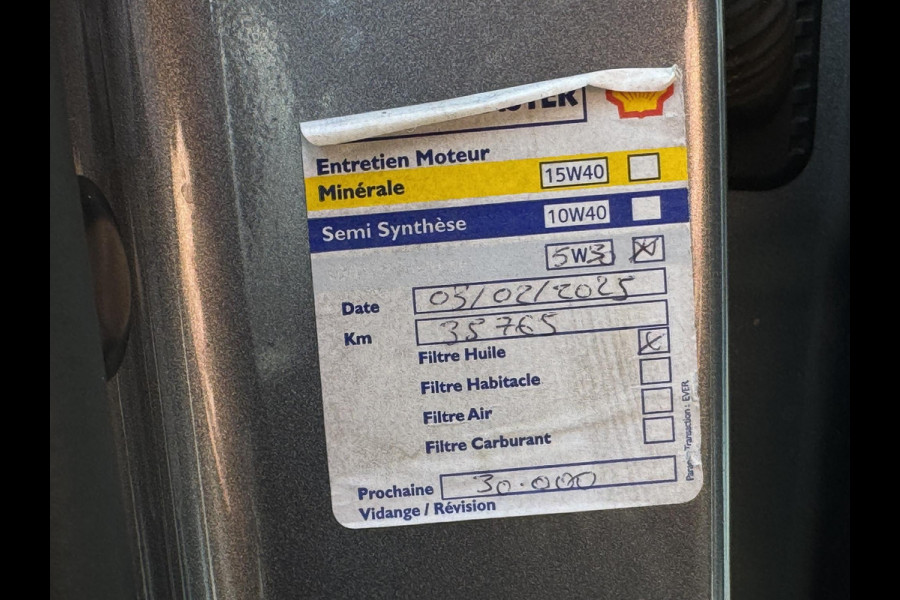 Entretien Moteur
Minérale 15W40
Semi Synthèse 10W40
5W3
Date 05/02/2025
Km 35765
Filtre Huile
Filtre Habitacle
Filtre Air
Filtre Carburant
Prochaine 30.000
Vidange / Révision